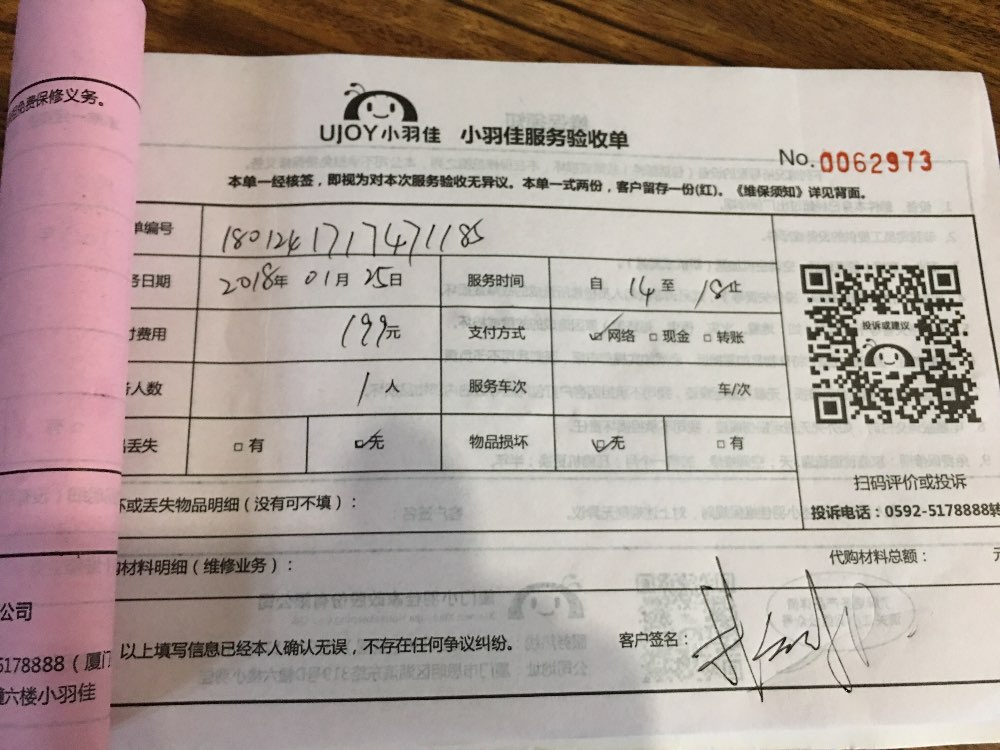 免费保修义务。
UJOY小羽佳 小羽佳服务验收单
No. 0062973
本单一经核签，即视为对本次服务验收无异议。本单一式两份，客户留存一份(红)。《维保须知》详见背面。
单编号 1801241717471185
务日期 2018年 01月 25日 服务时间 自 14 至 18止
付费用 199元 支付方式 网络 现金 转账
投诉或建议
务人数 1人 服务车次 车/次
丢失 有 无 物品损坏 无 有
扫码评价或投诉
坏或丢失物品明细（没有可不填）：
投诉电话：0592-5178888转
材料明细（维修业务）：
代购材料总额： 元
公司
以上填写信息已经本人确认无误，不存在任何争议纠纷。
客户签名：
5178888（厦门
六楼小羽佳